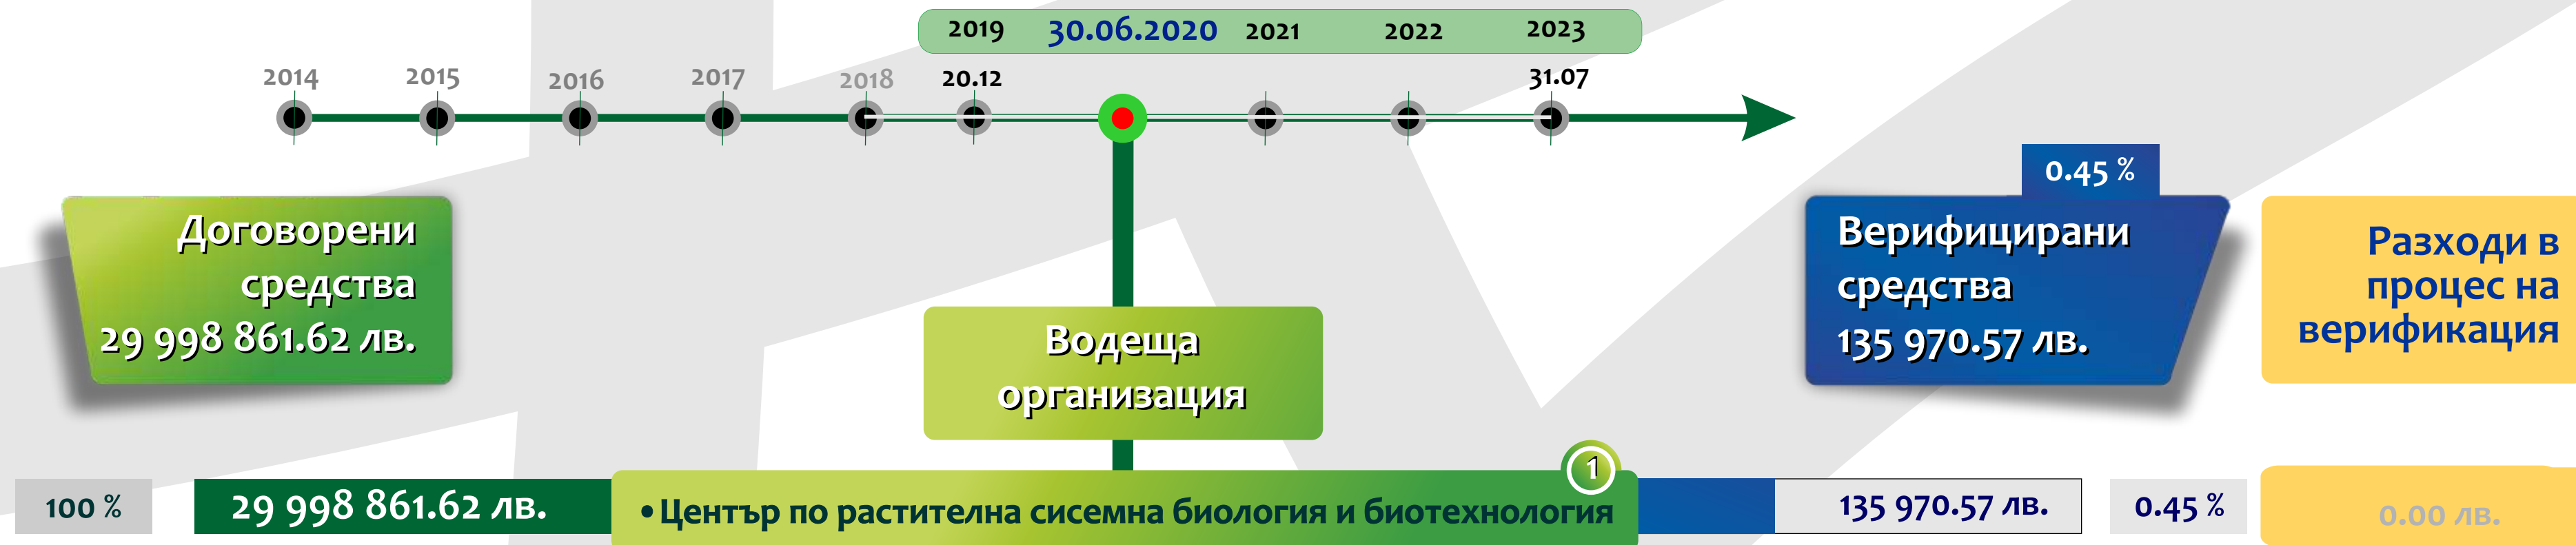 2019 30.06.2020 2021 2022 2023
2014 2015 2016 2017 2018 20.12 31.07
0.45 %
Договорени
средства
29 998 861.62 лв.
Водеща
организация
Верифицирани
средства
135 970.57 лв.
Разходи в
процес на
верификация
1
100 % 29 998 861.62 лв. • Център по растителна сисемна биология и биотехнология 135 970.57 лв. 0.45 % 0.00 лв.